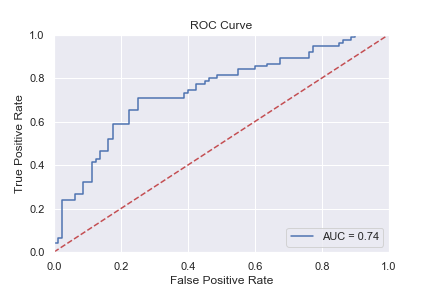 ROC Curve
1.0
0.8
0.6
0.4
0.2
0.0
True Positive Rate
AUC = 0.74
0.0 0.2 0.4 0.6 0.8 1.0
False Positive Rate